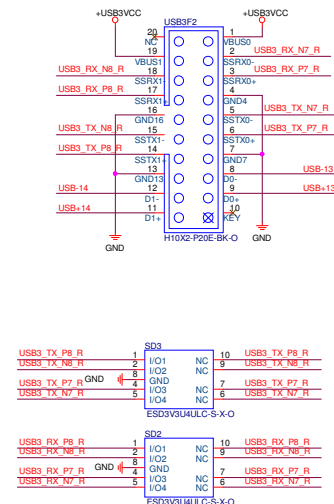 +USB3VCC +USB3VCC
USB3F2
20 1
NC VBUS0
19 2 USB3_RX_N7_R
VBUS1 SSRX0-
USB3_RX_N8_R 18 3 USB3_RX_P7_R
SSRX1- SSRX0+
USB3_RX_P8_R 17 4
SSRX1+ GND4
16 5 USB3_TX_N7_R
GND16 SSTX0-
USB3_TX_N8_R 15 6 USB3_TX_P7_R
SSTX1- SSTX0+
USB3_TX_P8_R 14 7
SSTX1+ GND7
13 8 USB-13
GND13 D0-
USB-14 12 9 USB+13
D1- D0+
USB+14 11 10
D1+ KEY
H10X2-P20E-BK-O
GND GND
SD3
USB3_TX_P8_R 1 I/O1 NC 10 USB3_TX_P8_R
USB3_TX_N8_R 2 I/O2 NC 9 USB3_TX_N8_R
GND 8 GND
USB3_TX_P7_R 4 I/O3 NC 7 USB3_TX_P7_R
USB3_TX_N7_R 5 I/O4 NC 6 USB3_TX_N7_R
ESD3V3U4ULC-S-X-O
SD2
USB3_RX_P8_R 1 I/O1 NC 10 USB3_RX_P8_R
USB3_RX_N8_R 2 I/O2 NC 9 USB3_RX_N8_R
GND 8 GND
USB3_RX_P7_R 4 I/O3 NC 7 USB3_RX_P7_R
USB3_RX_N7_R 5 I/O4 NC 6 USB3_RX_N7_R
ESD3V3U4ULC-S-X-O